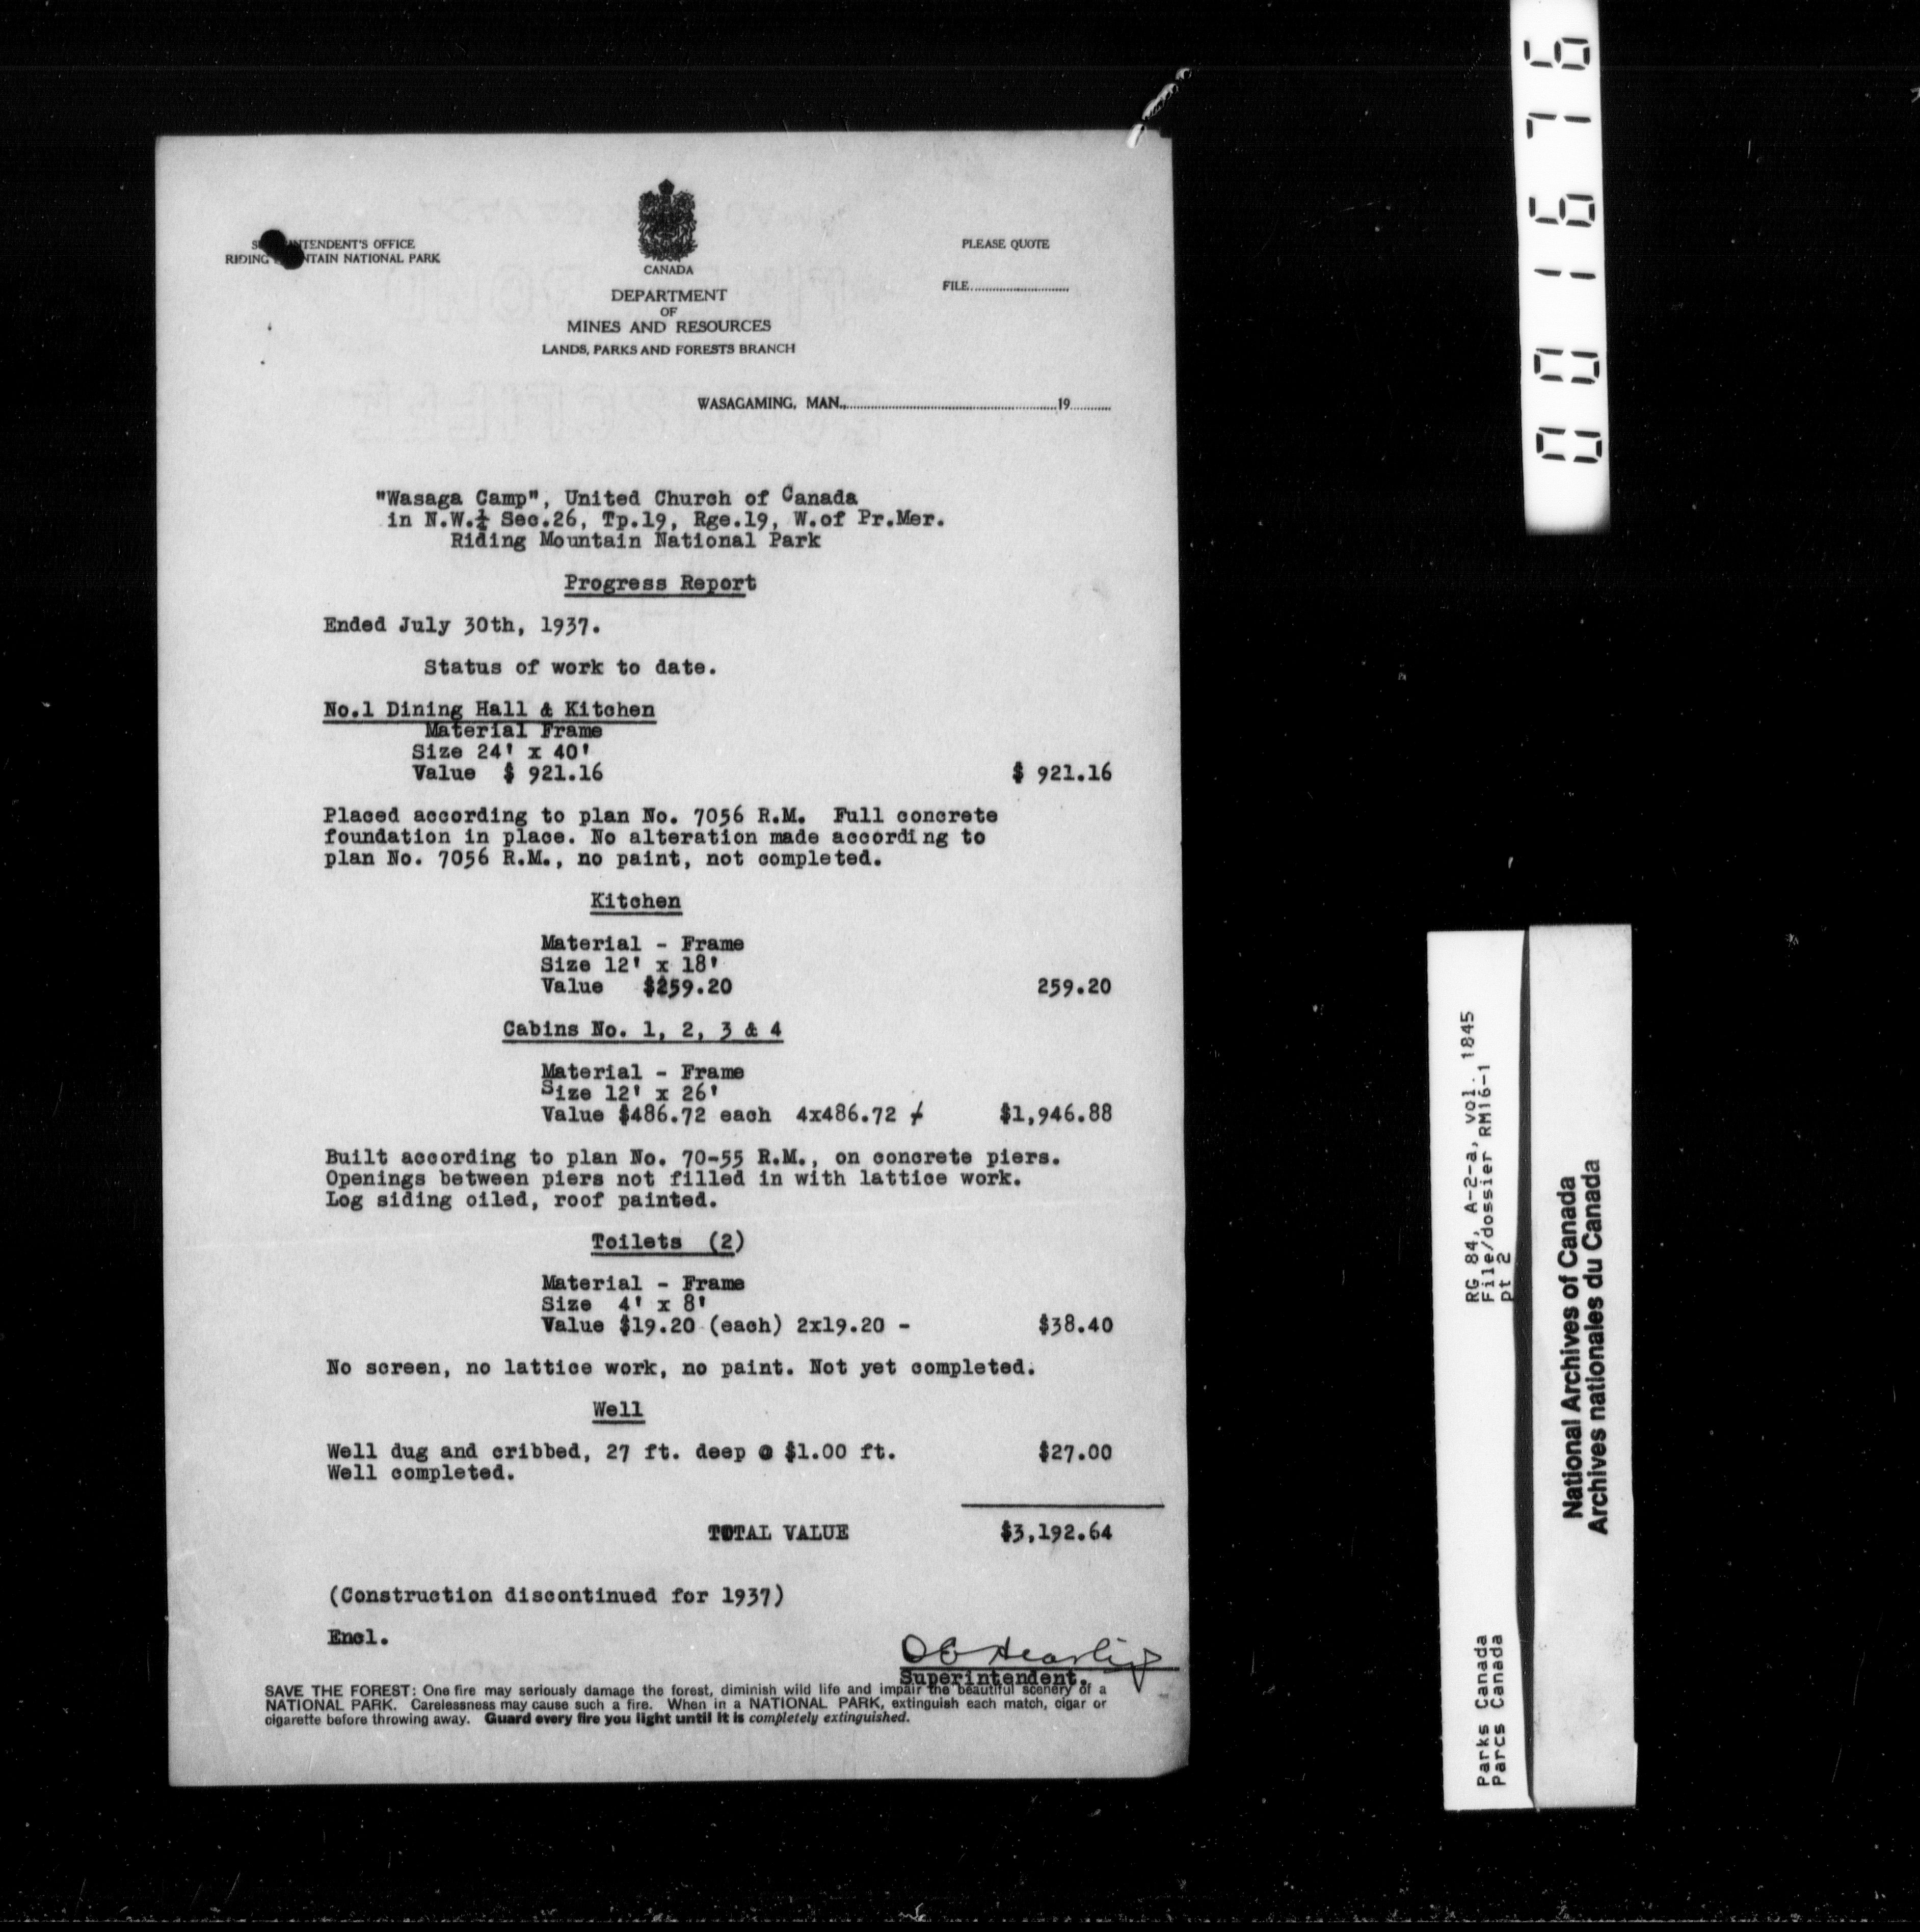 SUPERINTENDENT'S OFFICE
RIDING MOUNTAIN NATIONAL PARK
CANADA
DEPARTMENT
OF
MINES AND RESOURCES
LANDS, PARKS AND FORESTS BRANCH
PLEASE QUOTE
FILE
WASAGAMING, MAN., 19
"Wasaga Camp", United Church of Canada
in N.W.¼ Sec.26, Tp.19, Rge.19, W.of Pr.Mer.
Riding Mountain National Park
Progress Report
Ended July 30th, 1937.
Status of work to date.
No.1 Dining Hall & Kitchen
Material Frame
Size 24' x 40'
Value $ 921.16 $ 921.16
Placed according to plan No. 7056 R.M. Full concrete
foundation in place. No alteration made according to
plan No. 7056 R.M., no paint, not completed.
Kitchen
Material - Frame
Size 12' x 18'
Value $259.20 259.20
Cabins No. 1, 2, 3 & 4
Material - Frame
Size 12' x 26'
Value $486.72 each 4x486.72 $1,946.88
Built according to plan No. 70-55 R.M., on concrete piers.
Openings between piers not filled in with lattice work.
Log siding oiled, roof painted.
Toilets (2)
Material - Frame
Size 4' x 8'
Value $19.20 (each) 2x19.20 - $38.40
No screen, no lattice work, no paint. Not yet completed.
Well
Well dug and cribbed, 27 ft. deep @ $1.00 ft. $27.00
Well completed.
TOTAL VALUE $3,192.64
(Construction discontinued for 1937)
Encl.
Superintendent.
SAVE THE FOREST: One fire may seriously damage the forest, diminish wild life and impair the beautiful scenery of a
NATIONAL PARK. Carelessness may cause such a fire. When in a NATIONAL PARK, extinguish each match, cigar or
cigarette before throwing away. Guard every fire you light until it is completely extinguished.
001676
RG 84, A-2-a, vol. 1845
File/dossier RM16-1
pt 2
Parks Canada
Parcs Canada
National Archives of Canada
Archives nationales du Canada